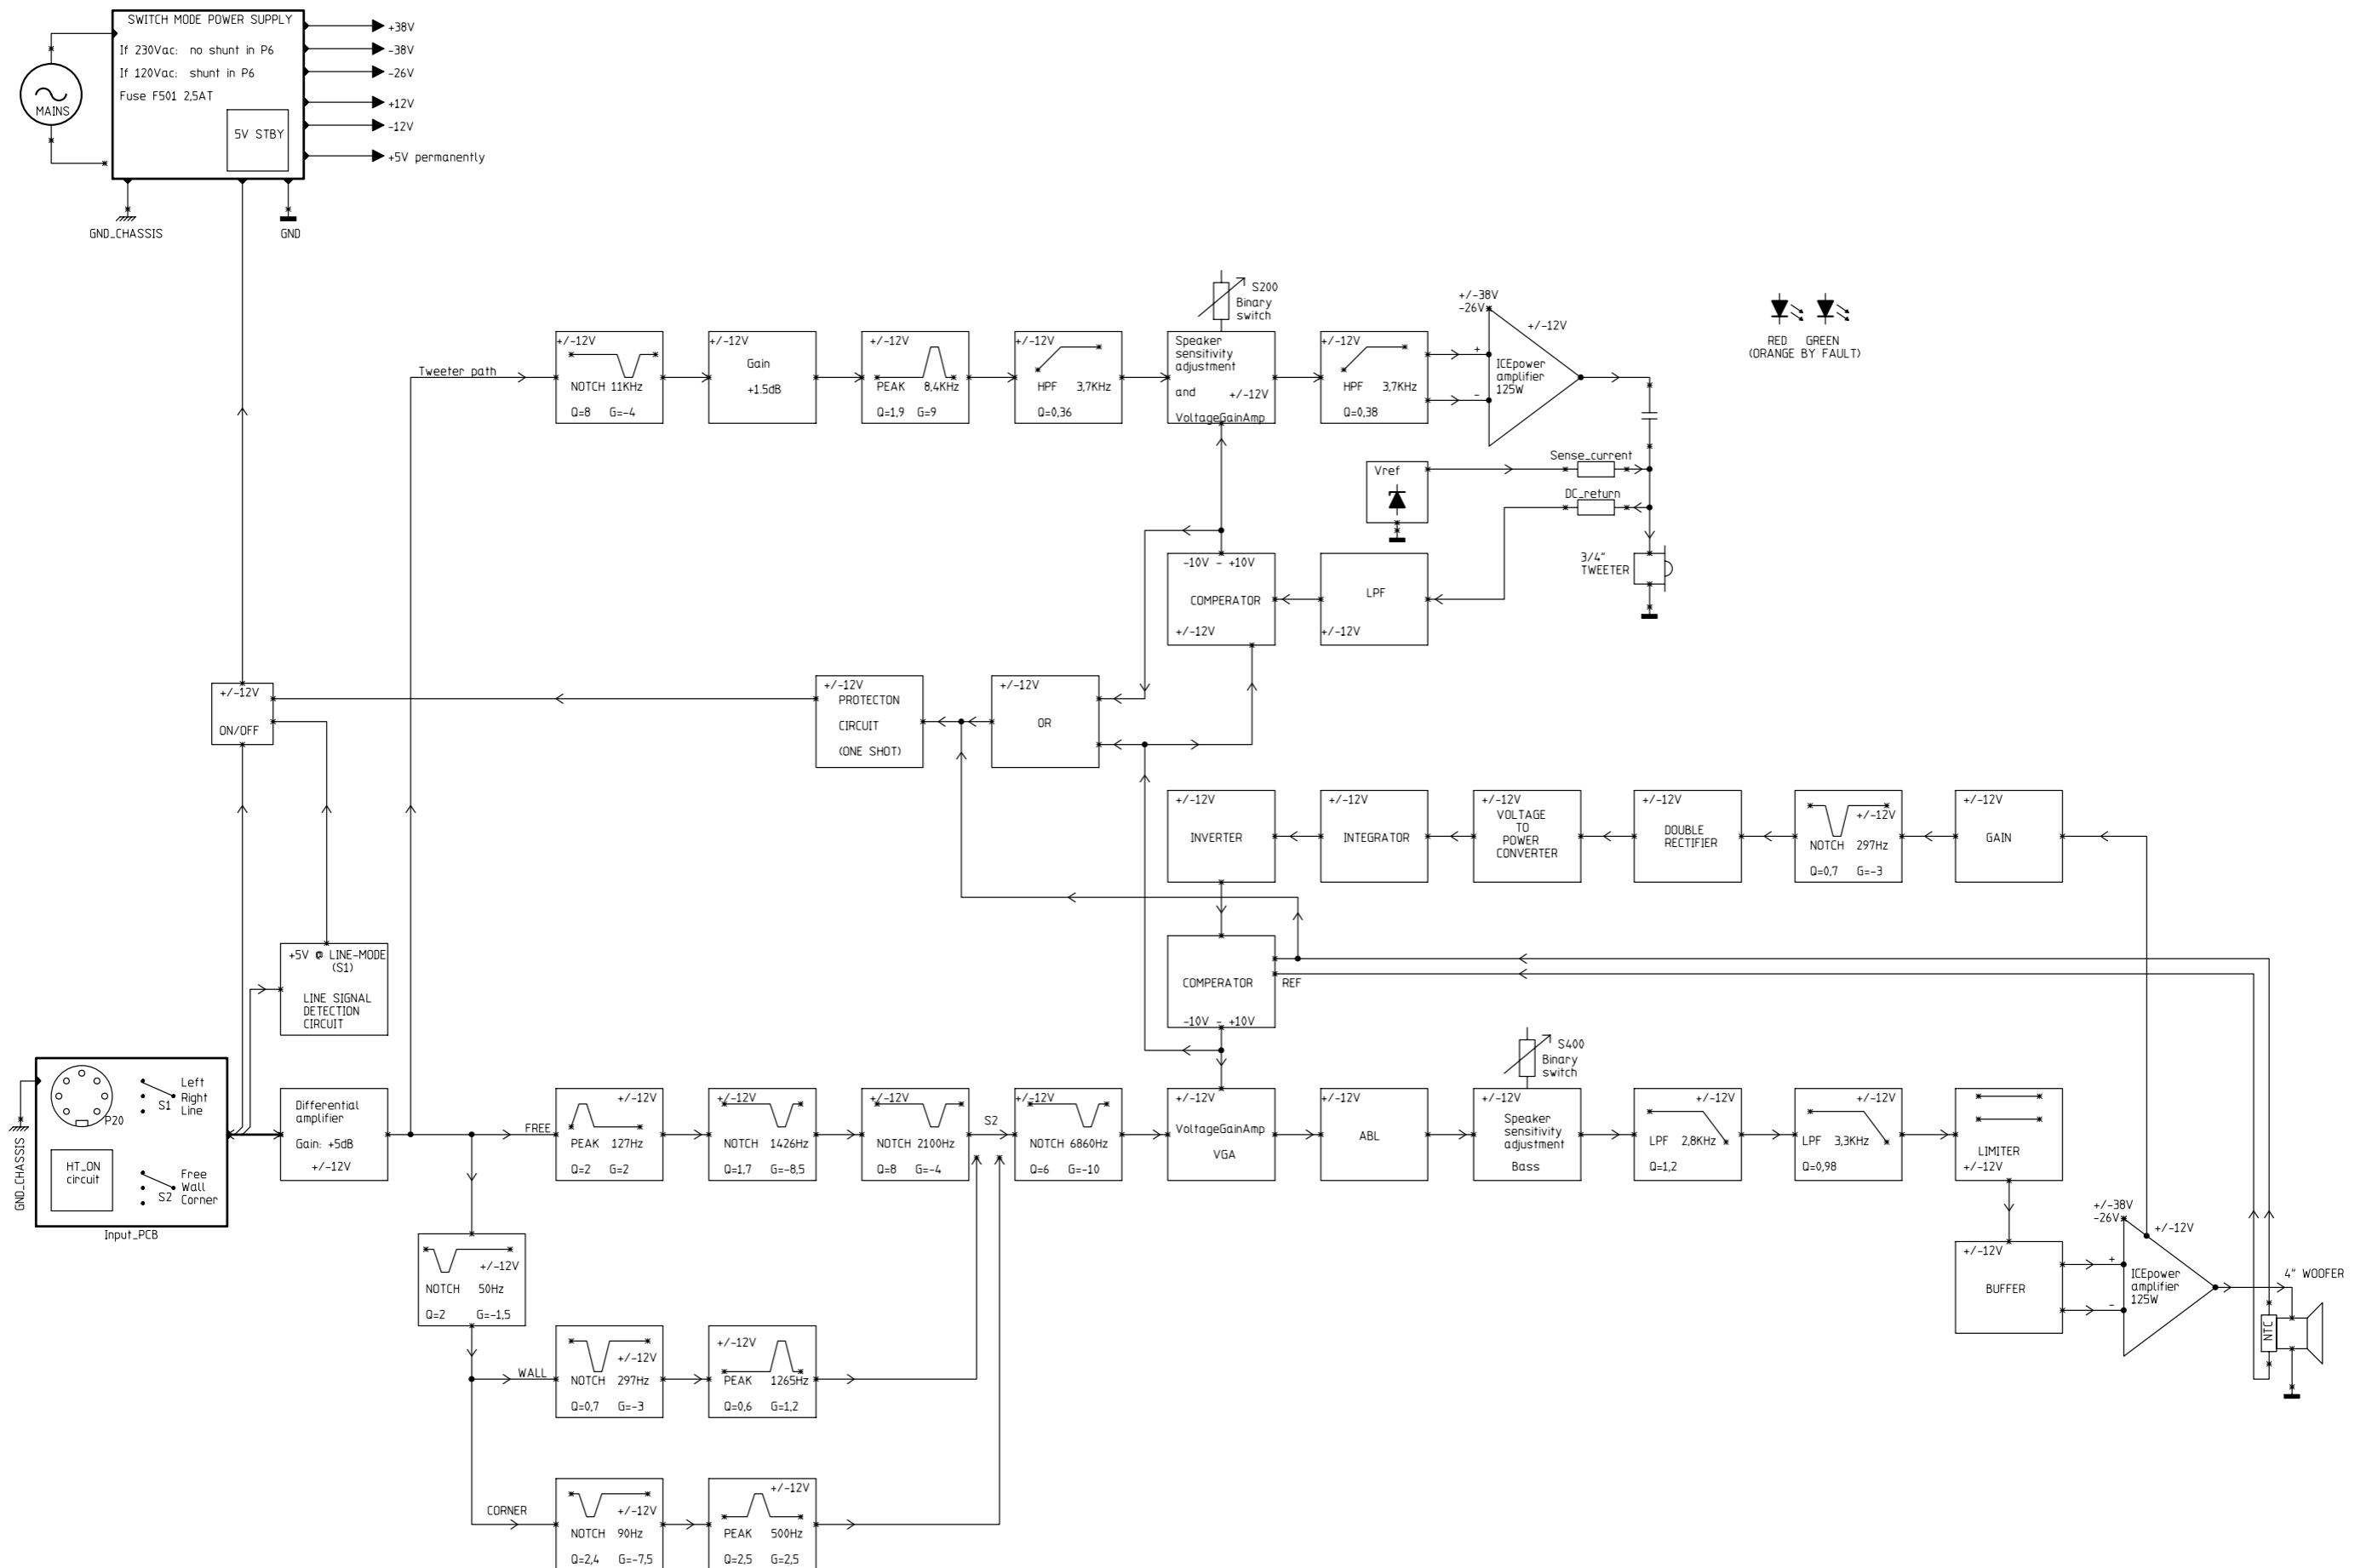 SWITCH MODE POWER SUPPLY
If 230Vac: no shunt in P6
If 120Vac: shunt in P6
Fuse F501 2,5AT
5V STBY
MAINS
+38V
-38V
-26V
+12V
-12V
+5V permanently
GND_CHASSIS
GND
Tweeter path
+/-12V
NOTCH 11KHz
Q=8 G=-4
+/-12V
Gain
+1.5dB
+/-12V
PEAK 8,4KHz
Q=1,9 G=9
+/-12V
HPF 3,7KHz
Q=0,36
S200
Binary
switch
Speaker
sensitivity
adjustment
and +/-12V
VoltageGainAmp
+/-12V
HPF 3,7KHz
Q=0,38
+/-38V
-26V
+/-12V
+
ICEpower
amplifier
125W
-
RED GREEN
(ORANGE BY FAULT)
Vref
Sense_current
DC_return
3/4"
TWEETER
-10V - +10V
COMPERATOR
+/-12V
LPF
+/-12V
+/-12V
ON/OFF
+/-12V
PROTECTON
CIRCUIT
(ONE SHOT)
+/-12V
OR
+/-12V
INVERTER
+/-12V
INTEGRATOR
+/-12V
VOLTAGE
TO
POWER
CONVERTER
+/-12V
DOUBLE
RECTIFIER
+/-12V
NOTCH 297Hz
Q=0,7 G=-3
+/-12V
GAIN
+5V @ LINE-MODE
(S1)
LINE SIGNAL
DETECTION
CIRCUIT
COMPERATOR
REF
-10V - +10V
GND_CHASSIS
P20
Left
S1 Right
Line
HT_ON
circuit
Free
S2 Wall
Corner
Input_PCB
Differential
amplifier
Gain: +5dB
+/-12V
FREE
+/-12V
PEAK 127Hz
Q=2 G=2
+/-12V
NOTCH 1426Hz
Q=1,7 G=-8,5
+/-12V
NOTCH 2100Hz
Q=8 G=-4
S2
+/-12V
NOTCH 6860Hz
Q=6 G=-10
+/-12V
VoltageGainAmp
VGA
+/-12V
ABL
S400
Binary
switch
+/-12V
Speaker
sensitivity
adjustment
Bass
+/-12V
LPF 2,8KHz
Q=1,2
+/-12V
LPF 3,3KHz
Q=0,98
LIMITER
+/-12V
+/-12V
BUFFER
+/-38V
-26V
+/-12V
+
ICEpower
amplifier
125W
-
4" WOOFER
NTC
+/-12V
NOTCH 50Hz
Q=2 G=-1,5
WALL
+/-12V
NOTCH 297Hz
Q=0,7 G=-3
+/-12V
PEAK 1265Hz
Q=0,6 G=1,2
CORNER
+/-12V
NOTCH 90Hz
Q=2,4 G=-7,5
+/-12V
PEAK 500Hz
Q=2,5 G=2,5